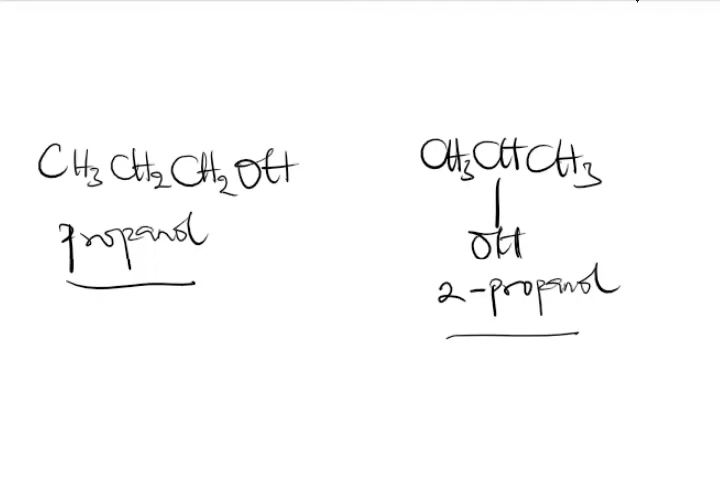 CH₃CH₂CH₂OH
propanol
CH₃CHCH₃
|
OH
2-propanol